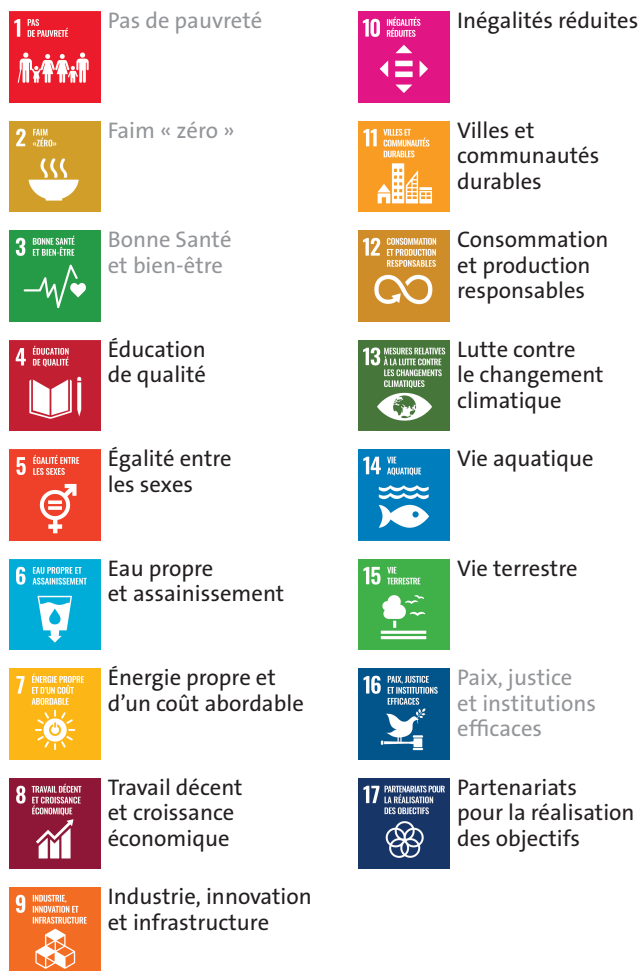 1 PAS
DE PAUVRETÉ
Pas de pauvreté
2 FAIM
«ZÉRO»
Faim « zéro »
3 BONNE SANTÉ
ET BIEN-ÊTRE
Bonne Santé
et bien-être
4 ÉDUCATION
DE QUALITÉ
Éducation
de qualité
5 ÉGALITÉ ENTRE
LES SEXES
Égalité entre
les sexes
6 EAU PROPRE ET
ASSAINISSEMENT
Eau propre
et assainissement
7 ÉNERGIE PROPRE
ET D'UN COÛT
ABORDABLE
Énergie propre et
d’un coût abordable
8 TRAVAIL DÉCENT
ET CROISSANCE
ÉCONOMIQUE
Travail décent
et croissance
économique
9 INDUSTRIE,
INNOVATION ET
INFRASTRUCTURE
Industrie, innovation
et infrastructure
10 INÉGALITÉS
RÉDUITES
Inégalités réduites
11 VILLES ET
COMMUNAUTÉS
DURABLES
Villes et
communautés
durables
12 CONSOMMATION
ET PRODUCTION
RESPONSABLES
Consommation
et production
responsables
13 MESURES RELATIVES
À LA LUTTE CONTRE
LES CHANGEMENTS
CLIMATIQUES
Lutte contre
le changement
climatique
14 VIE
AQUATIQUE
Vie aquatique
15 VIE
TERRESTRE
Vie terrestre
16 PAIX, JUSTICE
ET INSTITUTIONS
EFFICACES
Paix, justice
et institutions
efficaces
17 PARTENARIATS POUR
LA RÉALISATION
DES OBJECTIFS
Partenariats
pour la réalisation
des objectifs